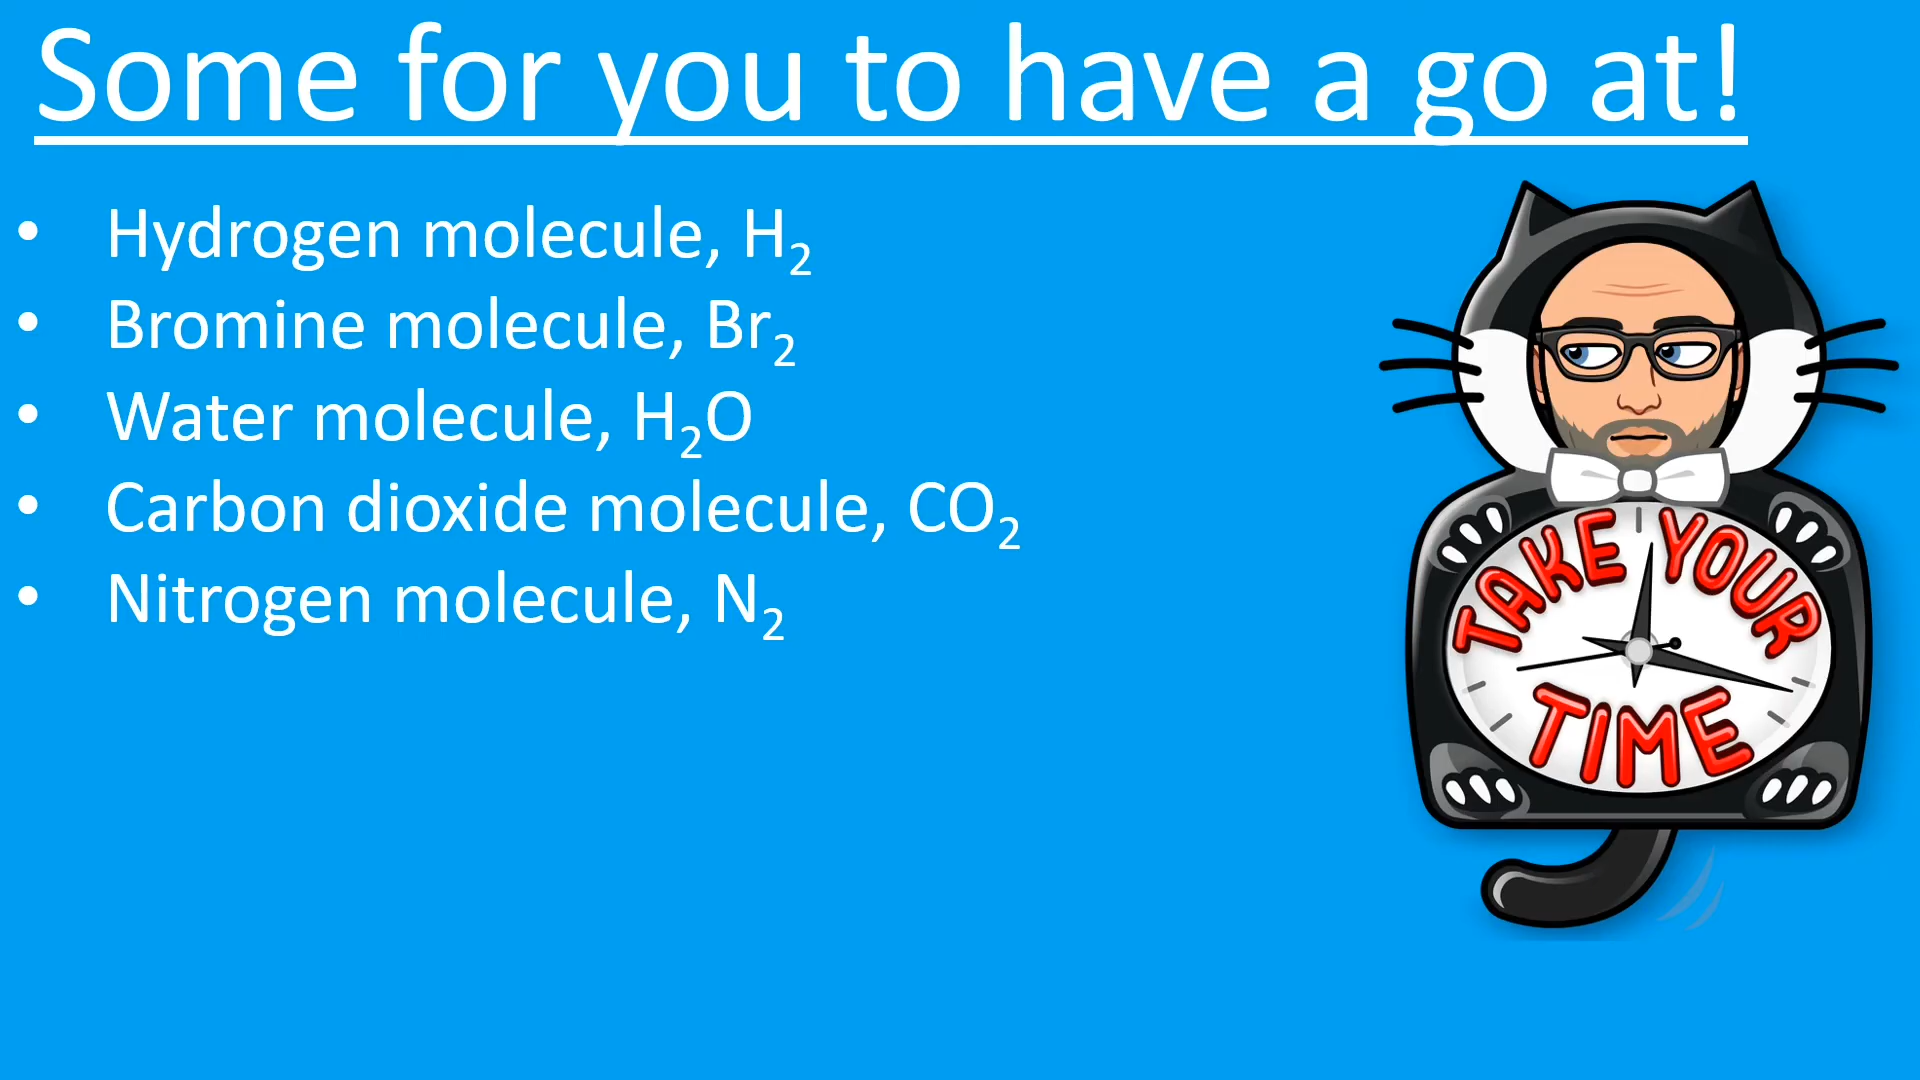 Some for you to have a go at!
• Hydrogen molecule, H₂
• Bromine molecule, Br₂
• Water molecule, H₂O
• Carbon dioxide molecule, CO₂
• Nitrogen molecule, N₂
TAKE YOUR
TIME